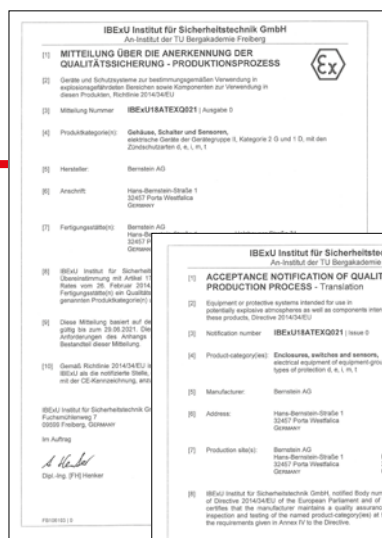 IBExU Institut für Sicherheitstechnik GmbH
An-Institut der TU Bergakademie Freiberg
[1] MITTEILUNG ÜBER DIE ANERKENNUNG DER
QUALITÄTSSICHERUNG - PRODUKTIONSPROZESS
[2] Geräte und Schutzsysteme zur bestimmungsgemäßen Verwendung in
explosionsgefährdeten Bereichen sowie Komponenten zur Verwendung in
diesen Produkten, Richtlinie 2014/34/EU
[3] Mitteilung Nummer IBExU18ATEXQ021 | Ausgabe 0
[4] Produktkategorie(n): Gehäuse, Schalter und Sensoren,
elektrische Geräte der Gerätegruppe II, Kategorie 2 G und 1 D, mit den
Zündschutzarten d, e, i, m, t
[5] Hersteller: Bernstein AG
[6] Anschrift: Hans-Bernstein-Straße 1
32457 Porta Westfalica
GERMANY
[7] Fertigungsstätte(n): Bernstein AG
Hans-Be
32457 P
GERMANY
[8] IBExU Institut für Sicherheit
Übereinstimmung mit Artikel 17
Rates vom 26. Februar 2014,
Fertigungsstätte(n) ein Qualitäts
genannten Produktkategorie(n)
[9] Diese Mitteilung basiert auf de
gültig bis zum 29.06.2021. Die
Anforderungen des Anhangs
Bestandteil dieser Mitteilung.
[10] Gemäß Richtlinie 2014/34/EU is
IBExU als die notifizierte Stelle,
mit der CE-Kennzeichnung, anzu
IBExU Institut für Sicherheitstechnik G
Fuchsmühlenweg 7
09599 Freiberg, GERMANY
Im Auftrag
Dipl.-Ing. [FH] Henker
FB106103 | 0
Ex
IBExU Institut für Sicherheitstec
An-Institut der TU Bergakademie
[1] ACCEPTANCE NOTIFICATION OF QUALIT
PRODUCTION PROCESS - Translation
[2] Equipment or protective systems intended for use in
potentially explosive atmospheres as well as components inten
these products, Directive 2014/34/EU
[3] Notification number IBExU18ATEXQ021 | Issue 0
[4] Product-category(ies): Enclosures, switches and sensors,
electrical equipment of equipment-grou
types of protection d, e, i, m, t
[5] Manufacturer: Bernstein AG
[6] Address: Hans-Bernstein-Straße 1
32457 Porta Westfalica
GERMANY
[7] Production site(s): Bernstein AG
Hans-Bernstein-Straße 1
32457 Porta Westfalica
GERMANY
[8] IBExU Institut für Sicherheitstechnik GmbH, notified Body num
of Directive 2014/34/EU of the European Parliament and of
certifies that the manufacturer maintains a quality assuranc
inspection and testing of the named product-category(ies) at
the requirements given in Annex IV to the Directive.